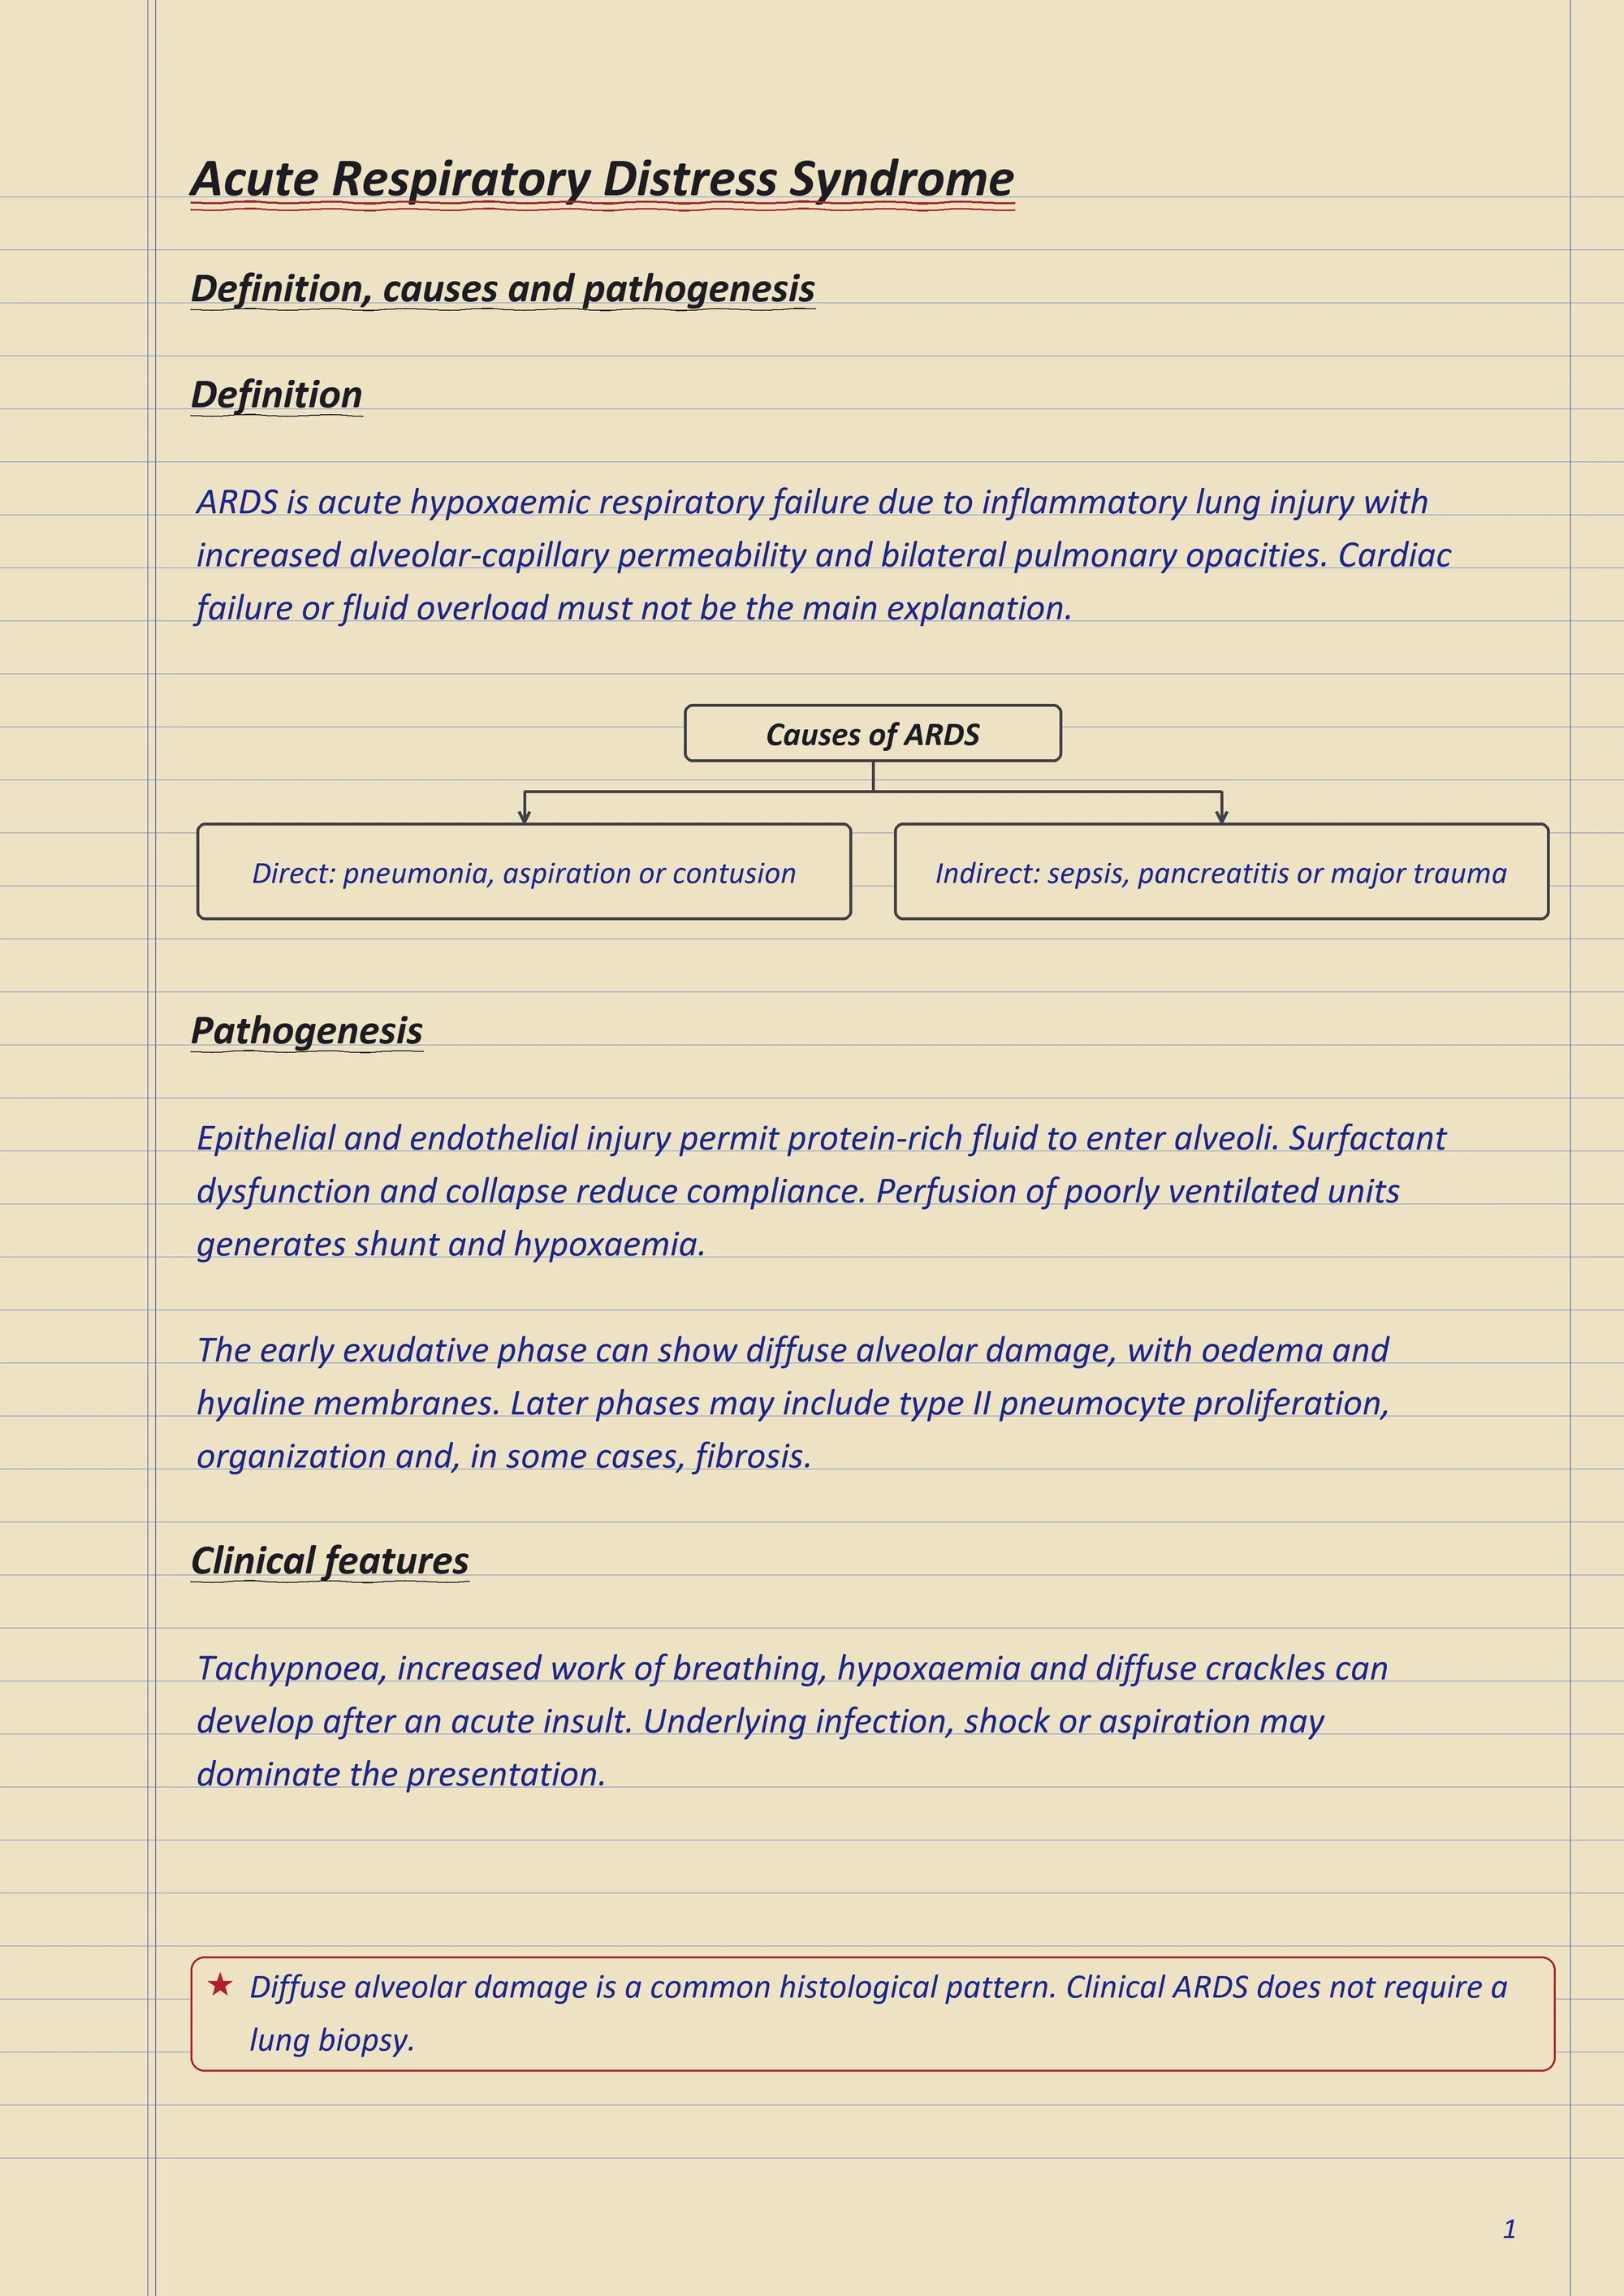 Acute Respiratory Distress Syndrome
Definition, causes and pathogenesis
Definition
ARDS is acute hypoxaemic respiratory failure due to inflammatory lung injury with
increased alveolar-capillary permeability and bilateral pulmonary opacities. Cardiac
failure or fluid overload must not be the main explanation.
Causes of ARDS
Direct: pneumonia, aspiration or contusion
Indirect: sepsis, pancreatitis or major trauma
Pathogenesis
Epithelial and endothelial injury permit protein-rich fluid to enter alveoli. Surfactant
dysfunction and collapse reduce compliance. Perfusion of poorly ventilated units
generates shunt and hypoxaemia.
The early exudative phase can show diffuse alveolar damage, with oedema and
hyaline membranes. Later phases may include type II pneumocyte proliferation,
organization and, in some cases, fibrosis.
Clinical features
Tachypnoea, increased work of breathing, hypoxaemia and diffuse crackles can
develop after an acute insult. Underlying infection, shock or aspiration may
dominate the presentation.
★ Diffuse alveolar damage is a common histological pattern. Clinical ARDS does not require a
lung biopsy.
1